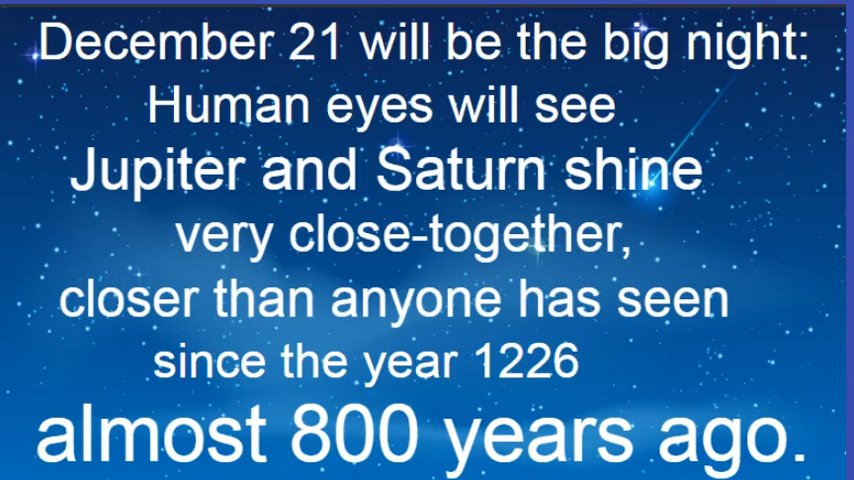 December 21 will be the big night:
Human eyes will see
Jupiter and Saturn shine
very close-together,
closer than anyone has seen
since the year 1226
almost 800 years ago.